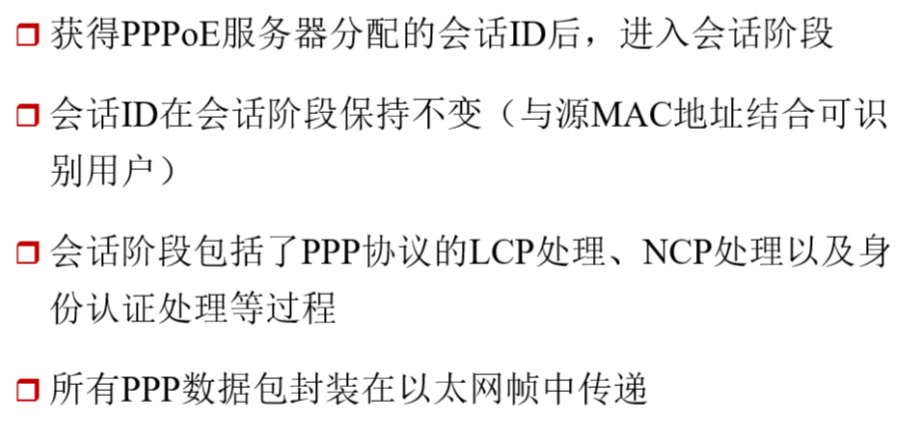 获得PPPoE服务器分配的会话ID后，进入会话阶段
会话ID在会话阶段保持不变（与源MAC地址结合可识
别用户）
会话阶段包括了PPP协议的LCP处理、NCP处理以及身
份认证处理等过程
所有PPP数据包封装在以太网帧中传递